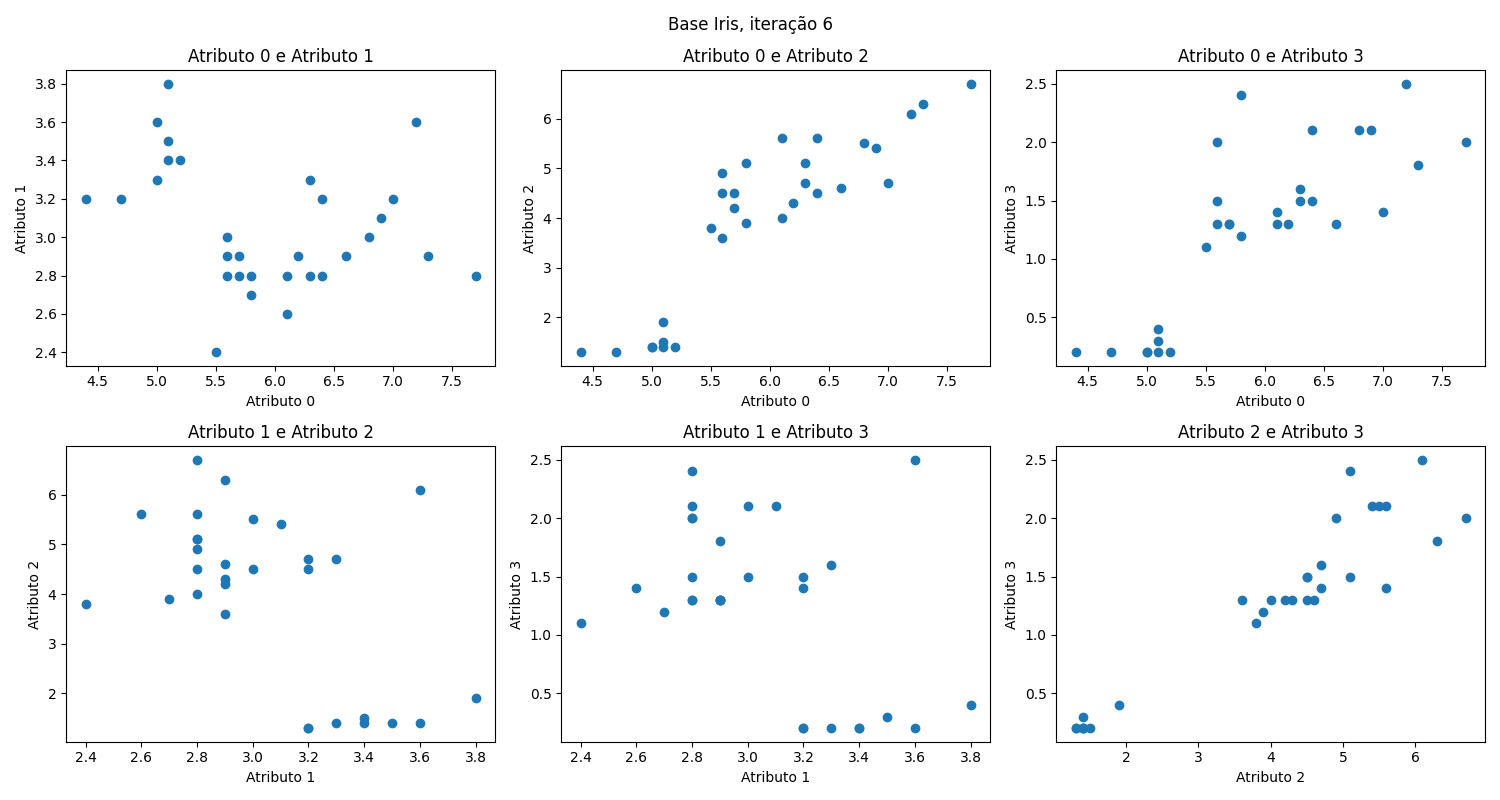 Base Iris, iteração 6
Atributo 0 e Atributo 1
Atributo 1
3.8
3.6
3.4
3.2
3.0
2.8
2.6
2.4
4.5 5.0 5.5 6.0 6.5 7.0 7.5
Atributo 0
Atributo 0 e Atributo 2
Atributo 2
6
5
4
3
2
4.5 5.0 5.5 6.0 6.5 7.0 7.5
Atributo 0
Atributo 0 e Atributo 3
Atributo 3
2.5
2.0
1.5
1.0
0.5
4.5 5.0 5.5 6.0 6.5 7.0 7.5
Atributo 0
Atributo 1 e Atributo 2
Atributo 2
6
5
4
3
2
2.4 2.6 2.8 3.0 3.2 3.4 3.6 3.8
Atributo 1
Atributo 1 e Atributo 3
Atributo 3
2.5
2.0
1.5
1.0
0.5
2.4 2.6 2.8 3.0 3.2 3.4 3.6 3.8
Atributo 1
Atributo 2 e Atributo 3
Atributo 3
2.5
2.0
1.5
1.0
0.5
2 3 4 5 6
Atributo 2